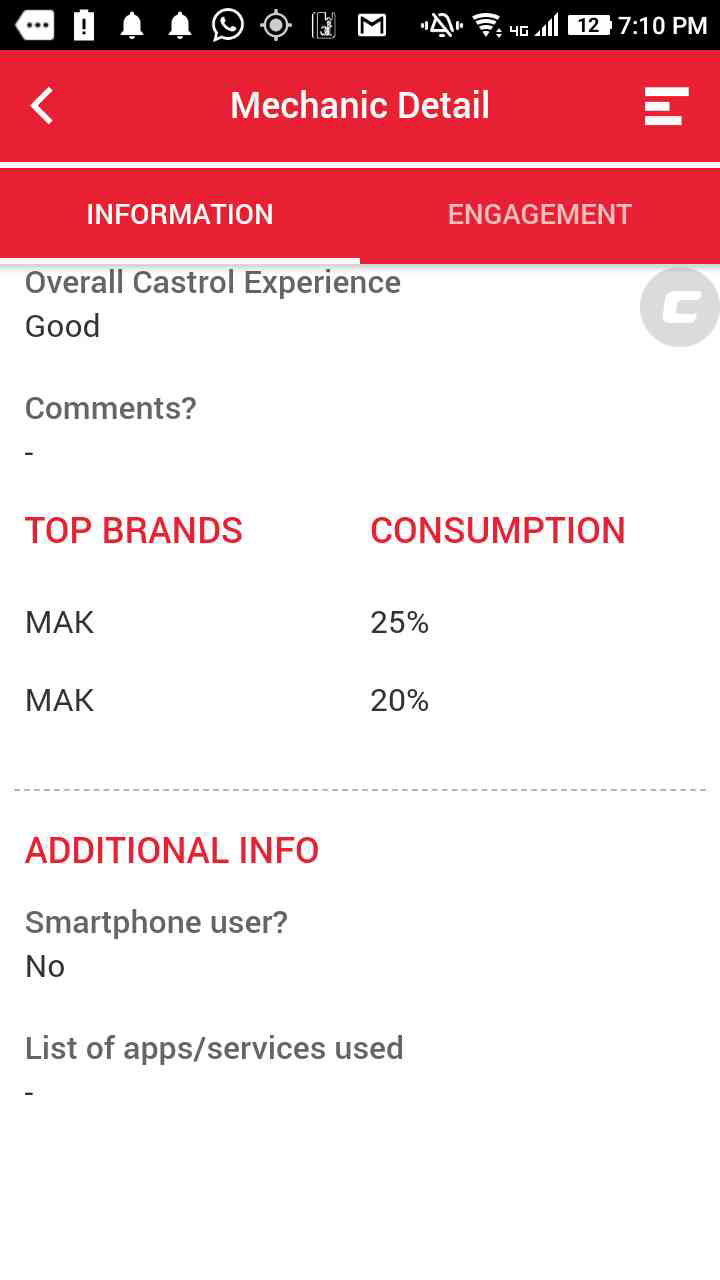 4G 12 7:10 PM
Mechanic Detail
INFORMATION ENGAGEMENT
Overall Castrol Experience
Good
Comments?
-
TOP BRANDS CONSUMPTION
MAK 25%
MAK 20%
ADDITIONAL INFO
Smartphone user?
No
List of apps/services used
-